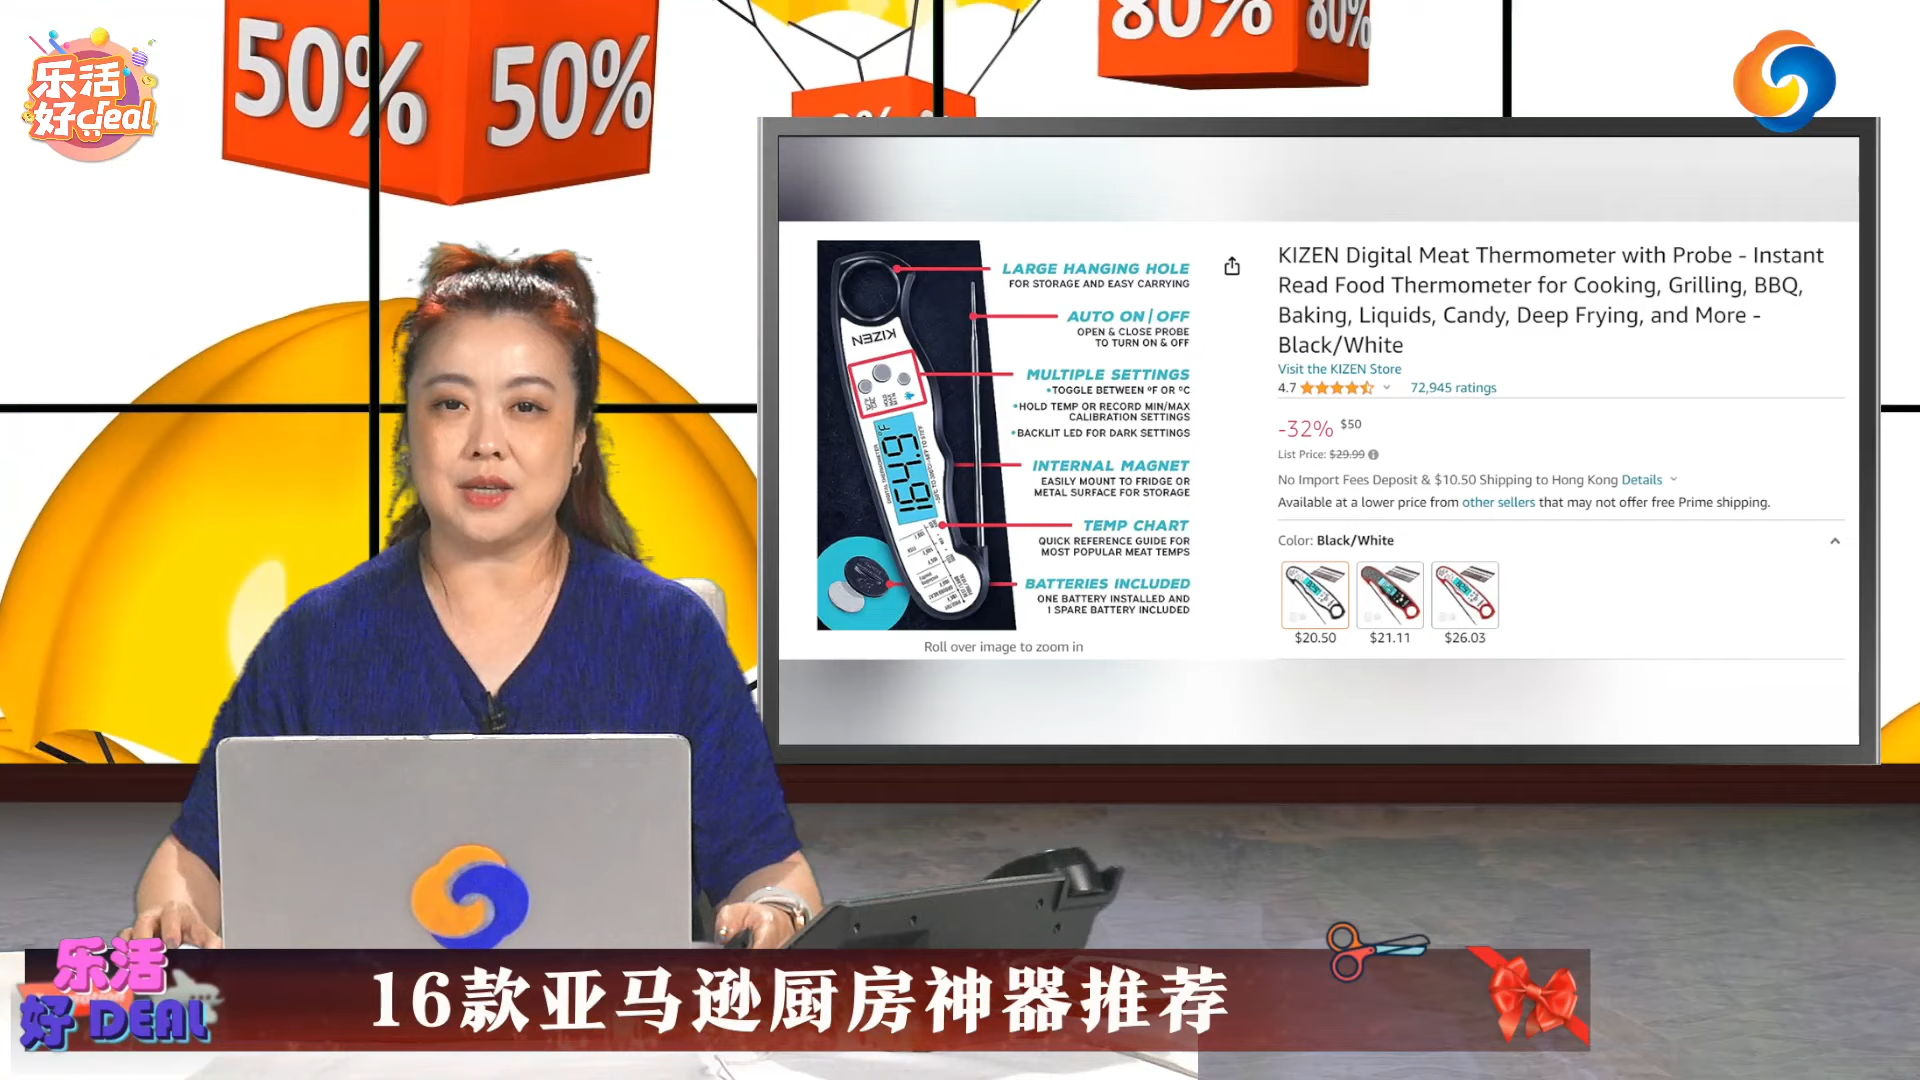 乐活
好deal
50%
50%
80%
80%
LARGE HANGING HOLE
FOR STORAGE AND EASY CARRYING
AUTO ON | OFF
OPEN & CLOSE PROBE
TO TURN ON & OFF
MULTIPLE SETTINGS
•TOGGLE BETWEEN ºF OR ºC
•HOLD TEMP OR RECORD MIN/MAX
CALIBRATION SETTINGS
•BACKLIT LED FOR DARK SETTINGS
INTERNAL MAGNET
EASILY MOUNT TO FRIDGE OR
METAL SURFACE FOR STORAGE
TEMP CHART
QUICK REFERENCE GUIDE FOR
MOST POPULAR MEAT TEMPS
BATTERIES INCLUDED
ONE BATTERY INSTALLED AND
1 SPARE BATTERY INCLUDED
KIZEN
Roll over image to zoom in
KIZEN Digital Meat Thermometer with Probe - Instant
Read Food Thermometer for Cooking, Grilling, BBQ,
Baking, Liquids, Candy, Deep Frying, and More -
Black/White
Visit the KIZEN Store
4.7 72,945 ratings
-32% $50
List Price: $29.99
No Import Fees Deposit & $10.50 Shipping to Hong Kong Details
Available at a lower price from other sellers that may not offer free Prime shipping.
Color: Black/White
$20.50 $21.11 $26.03
乐活
好 DEAL
16款亚马逊厨房神器推荐